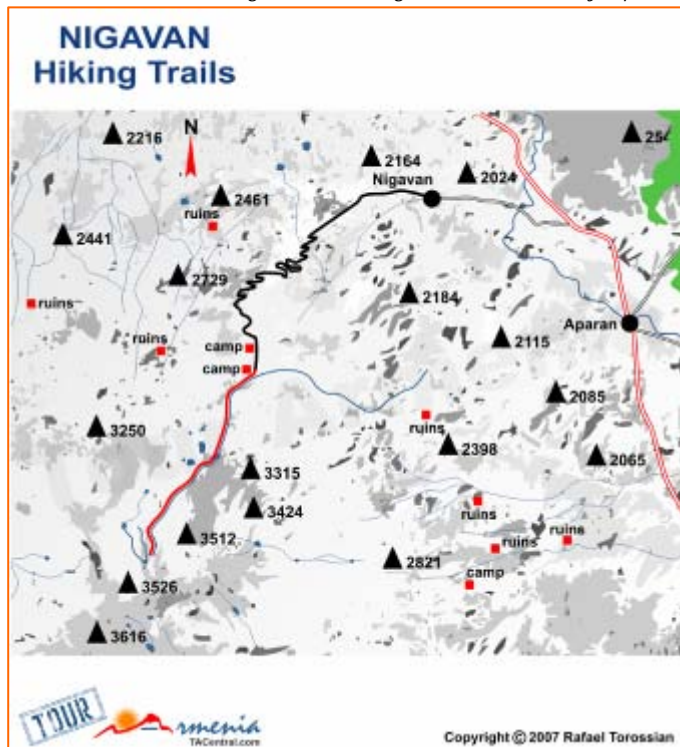 NIGAVAN
Hiking Trails
2216
N
2164
Nigavan
2024
254
2461
ruins
2441
2729
ruins
2184
Aparan
ruins
camp
2115
camp
2085
3250
ruins
2398
2065
3315
3424
ruins
3512
ruins
ruins
2821
camp
3526
3616
TOUR
Armenia
TACentral.com
Copyright © 2007 Rafael Torossian